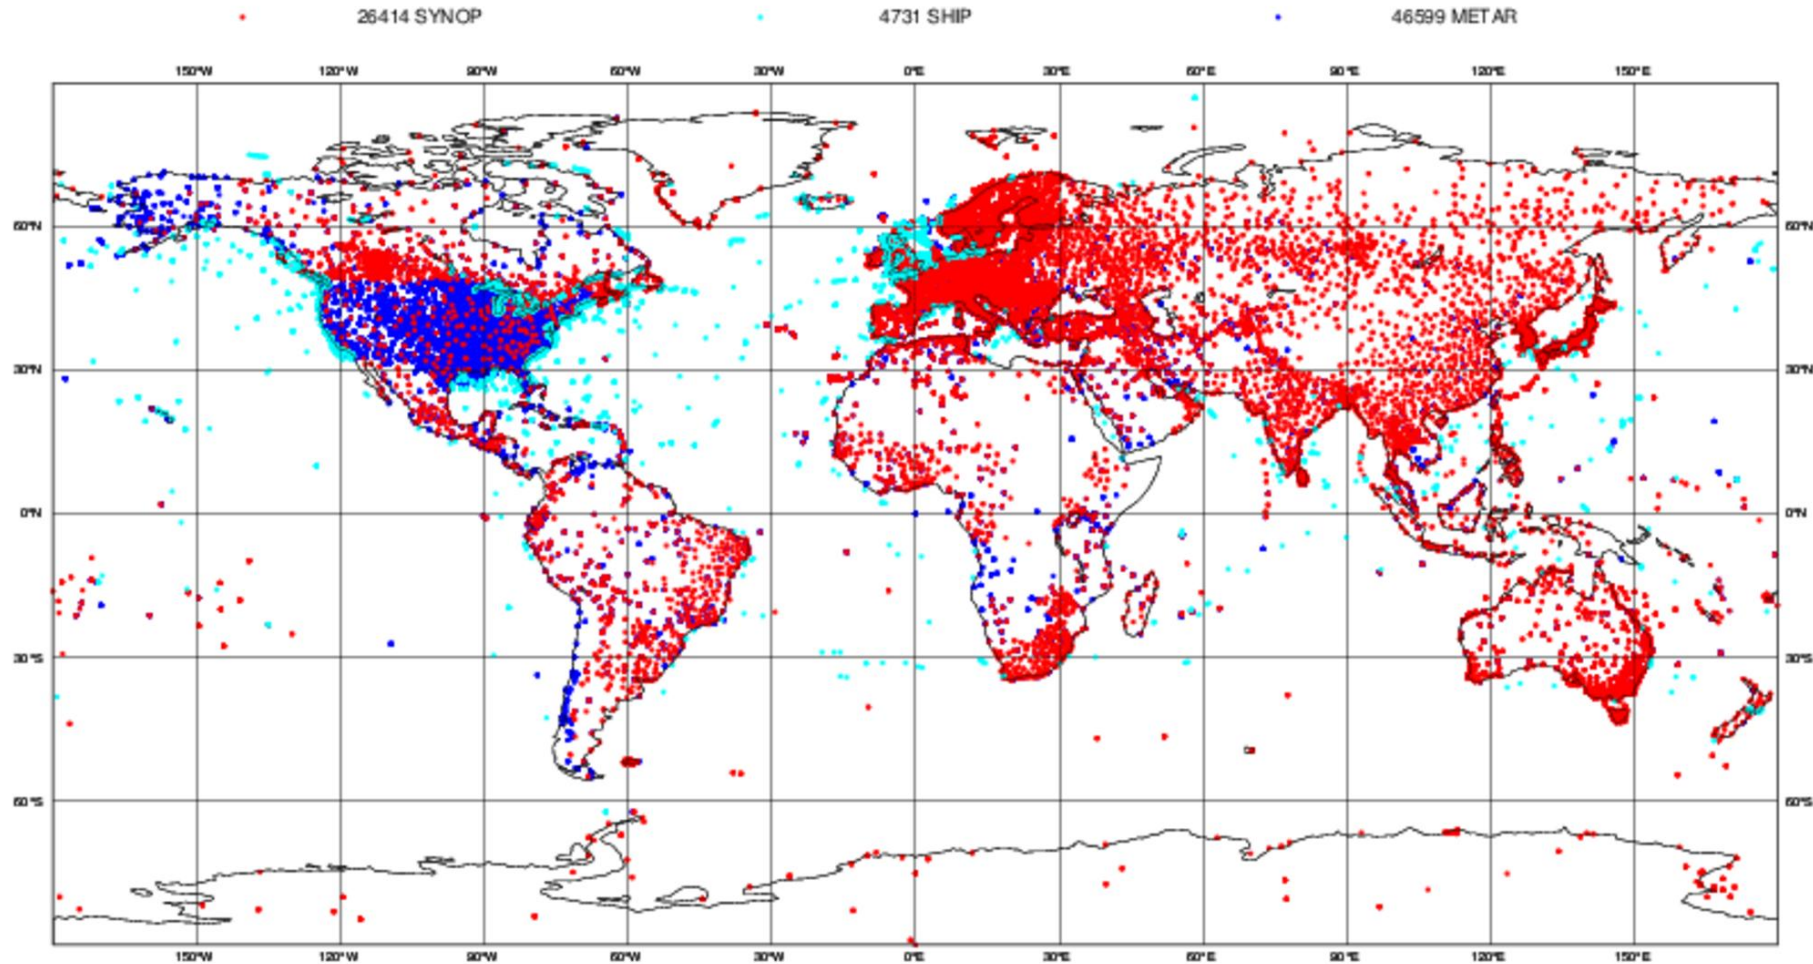 26414 SYNOP 4731 SHIP 46599 METAR
150°W 120°W 90°W 60°W 30°W 0°E 30°E 60°E 90°E 120°E 150°E
60°N 60°N
30°N 30°N
0°N 0°N
30°S 30°S
60°S 60°S
150°W 120°W 90°W 60°W 30°W 0°E 30°E 60°E 90°E 120°E 150°E